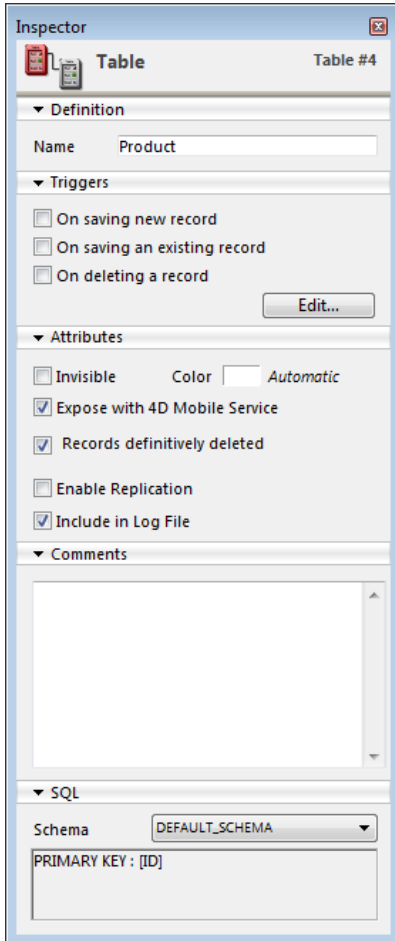 Inspector
Table Table #4
Definition
Name Product
Triggers
On saving new record
On saving an existing record
On deleting a record
Edit...
Attributes
Invisible Color Automatic
Expose with 4D Mobile Service
Records definitively deleted
Enable Replication
Include in Log File
Comments
SQL
Schema DEFAULT_SCHEMA
PRIMARY KEY : [ID]